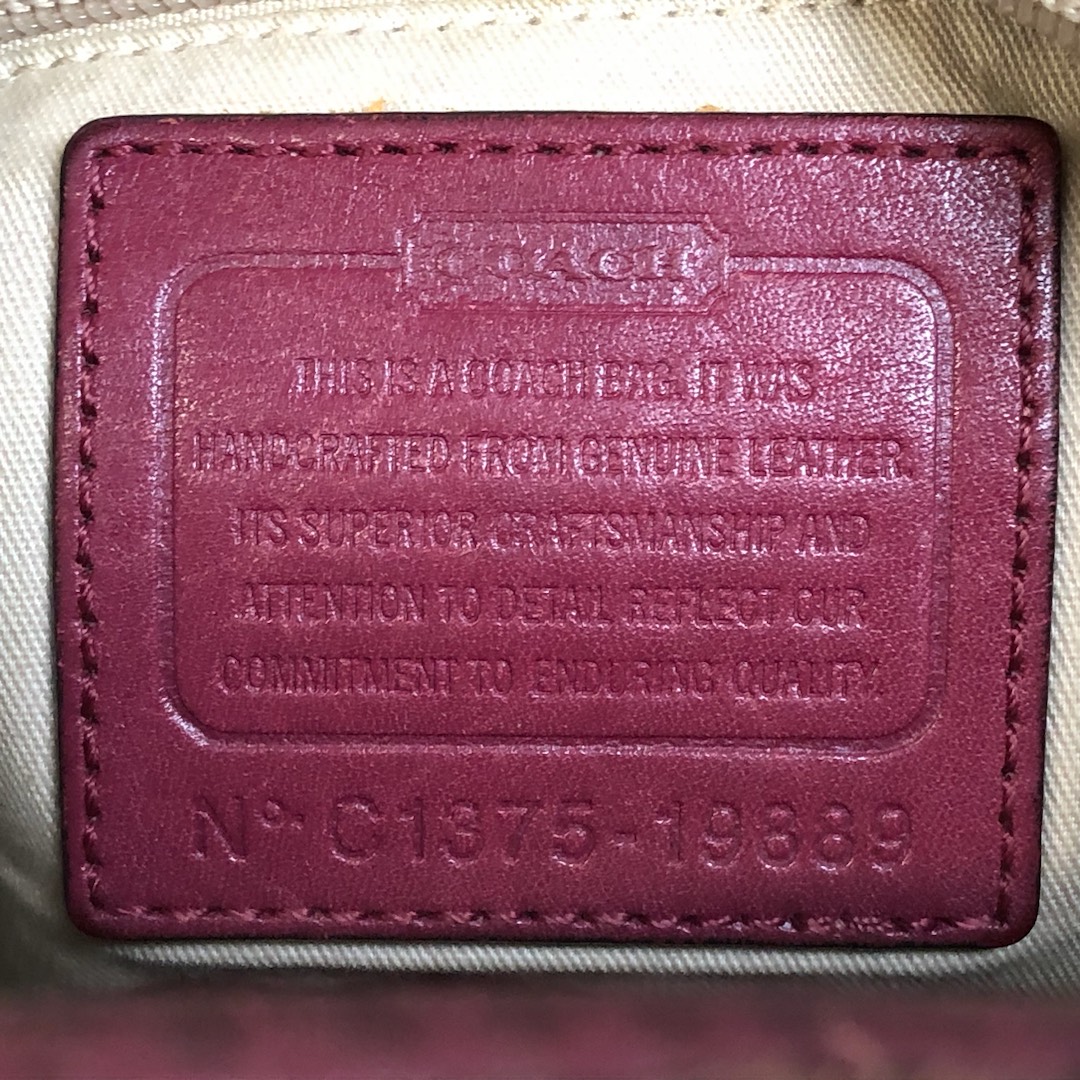 COACH
THIS IS A COACH BAG. IT WAS
HANDCRAFTED FROM GENUINE LEATHER.
ITS SUPERIOR CRAFTSMANSHIP AND
ATTENTION TO DETAIL REFLECT OUR
COMMITMENT TO ENDURING QUALITY.
Nº. C1375-19889